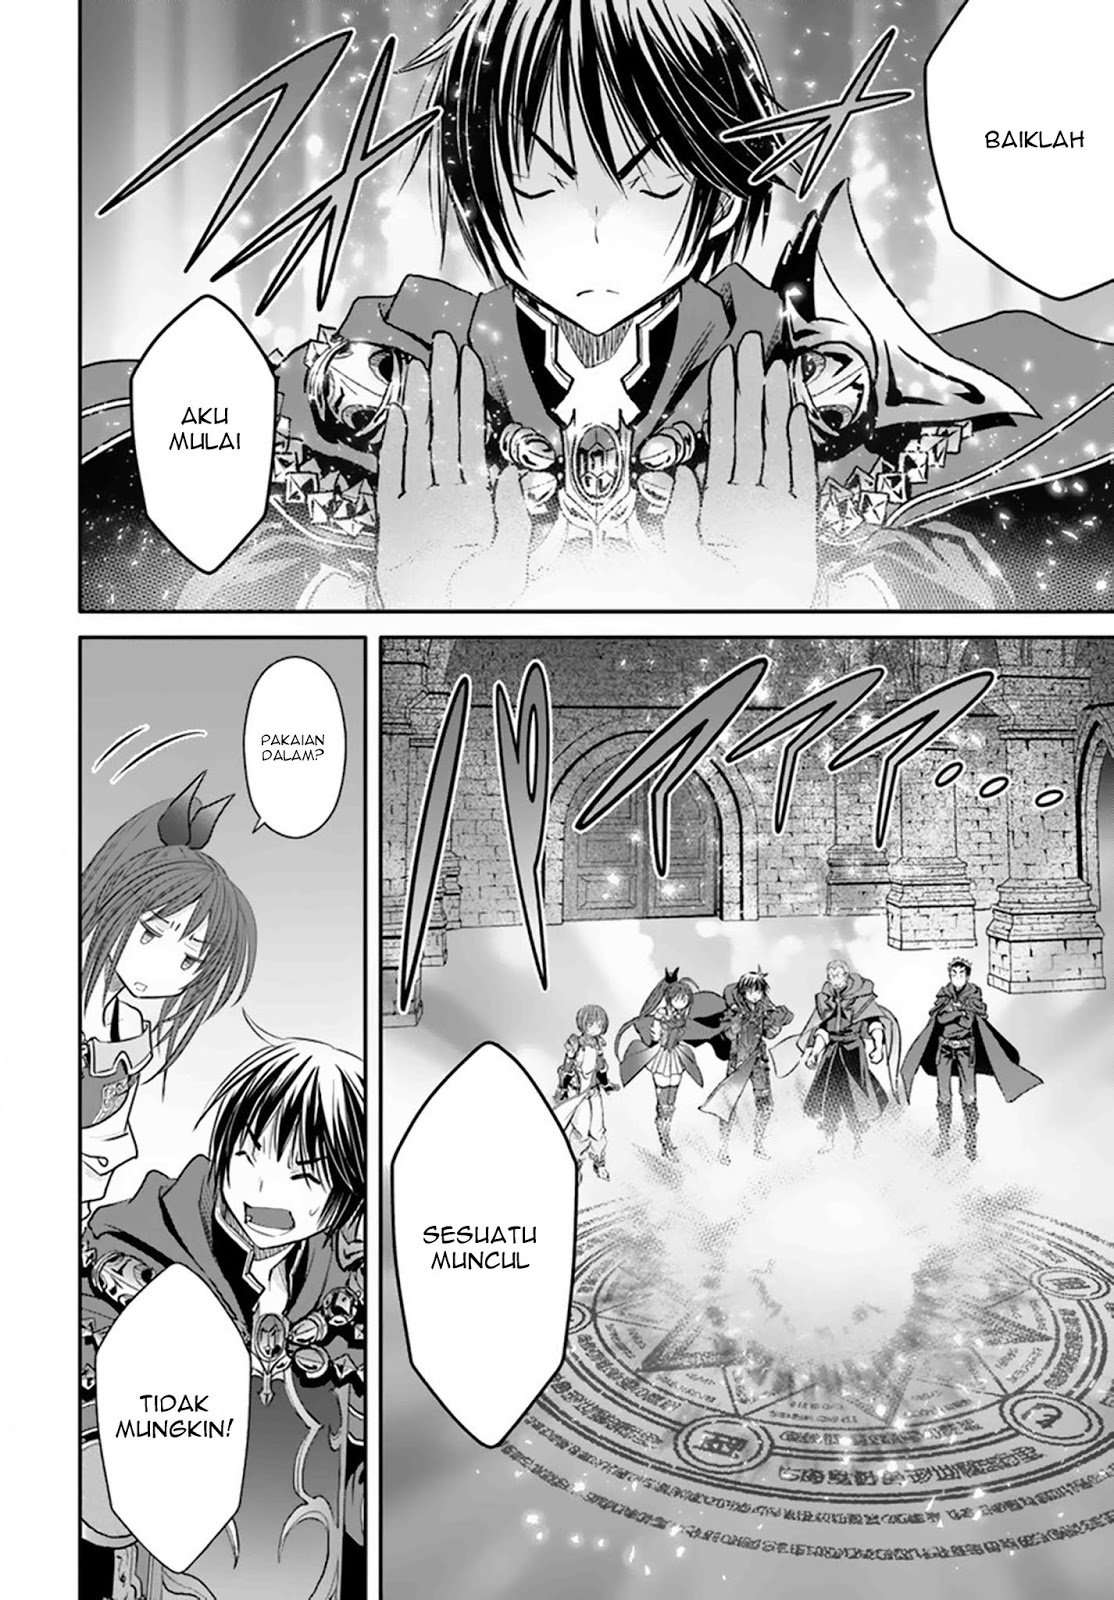 BAIKLAH
AKU
MULAI
SESUATU
MUNCUL
PAKAIAN
DALAM?
TIDAK
MUNGKIN!